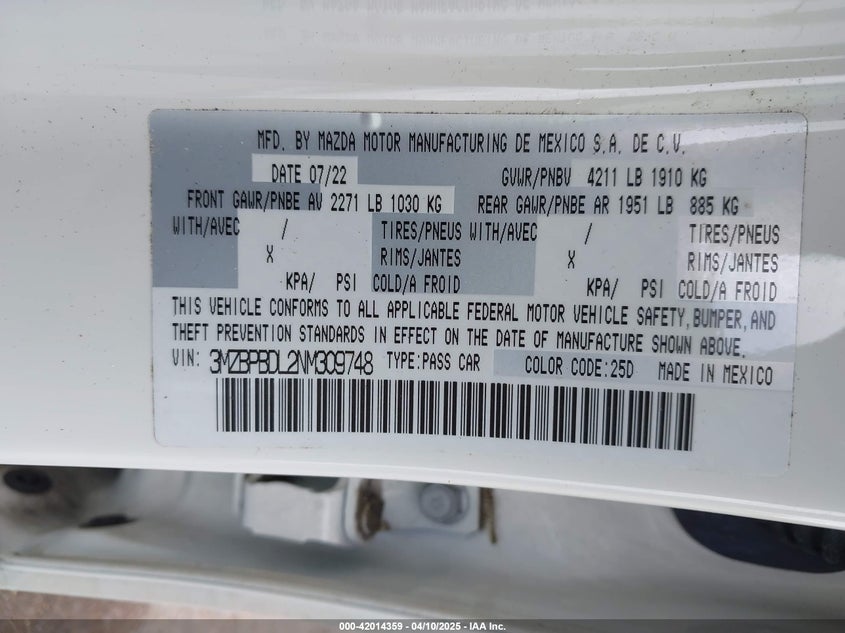 MFD. BY MAZDA MOTOR MANUFACTURING DE MEXICO S.A. DE C.V.
DATE 07/22 GVWR/PNBV 4211 LB 1910 KG
FRONT GAWR/PNBE AV 2271 LB 1030 KG REAR GAWR/PNBE AR 1951 LB 885 KG
WITH/AVEC / TIRES/PNEUS WITH/AVEC / TIRES/PNEUS
X RIMS/JANTES X RIMS/JANTES
KPA/ PSI COLD/A FROID KPA/ PSI COLD/A FROID
THIS VEHICLE CONFORMS TO ALL APPLICABLE FEDERAL MOTOR VEHICLE SAFETY, BUMPER, AND
THEFT PREVENTION STANDARDS IN EFFECT ON THE DATE OF MANUFACTURE SHOWN ABOVE.
VIN: 3MZBPBDL2NM309748 TYPE:PASS CAR COLOR CODE:25D MADE IN MEXICO
000-42014359 - 04/10/2025 - IAA Inc.